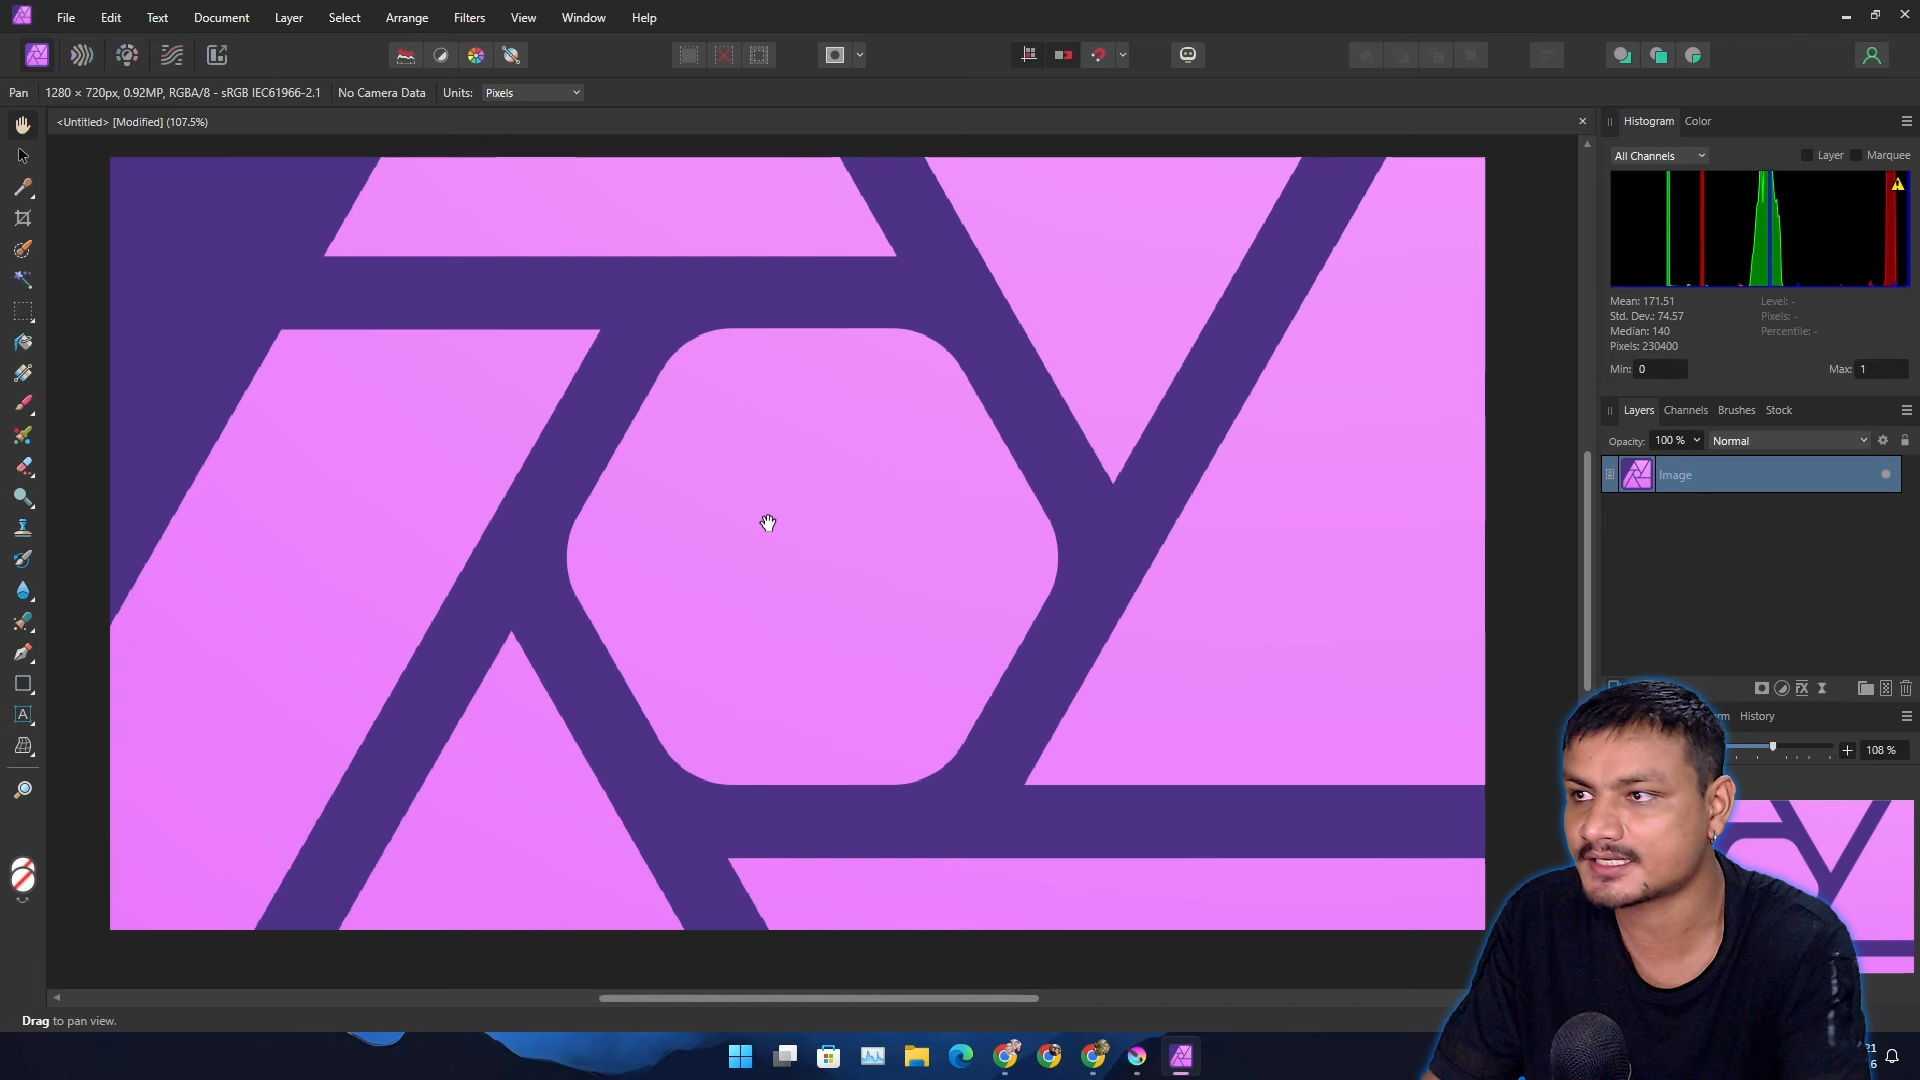 File Edit Text Document Layer Select Arrange Filters View Window Help
Pan 1280 × 720px, 0.92MP, RGBA/8 - sRGB IEC61966-2.1 No Camera Data Units: Pixels
<Untitled> [Modified] (107.5%)
Histogram Color
All Channels Layer Marquee
Mean: 171.51 Level: -
Std. Dev.: 74.57 Pixels: -
Median: 140 Percentile: -
Pixels: 230400
Min: 0 Max: 1
Layers Channels Brushes Stock
Opacity: 100 % Normal
Image
History
108 %
Drag to pan view.
21
6